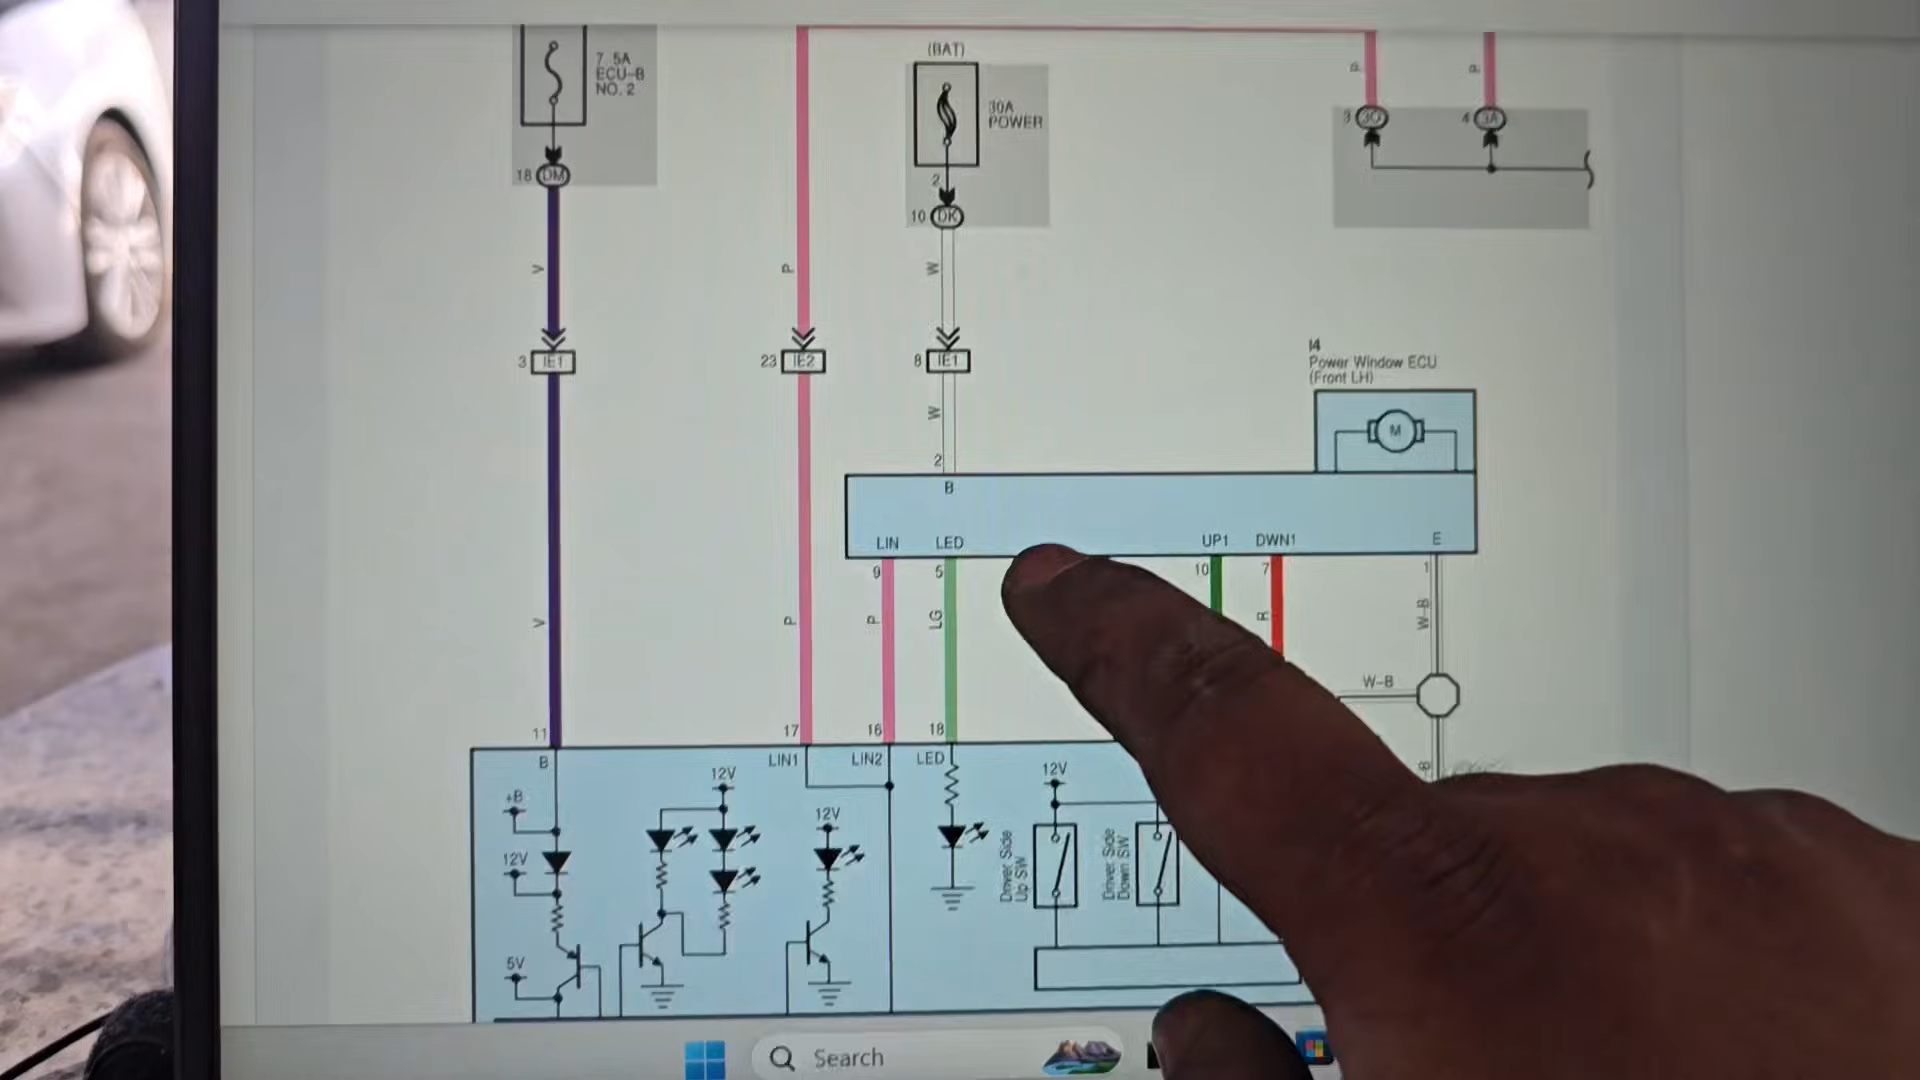 (BAT)
7.5A
ECU-B
NO. 2
30A
POWER
P
P
3 3O
4 3A
18 DM
2
10 DK
V
P
W
3 IE1
23 IE2
8 IE1
I4
Power Window ECU
(Front LH)
W
M
2
B
LIN
LED
UP1
DWN1
E
9
5
10
7
1
V
P
P
LG
R
W-B
W-B
11
17
16
18
B
LIN1
LIN2
LED
+B
12V
12V
12V
12V
5V
Driver Side
Up SW
Driver Side
Down SW
Search